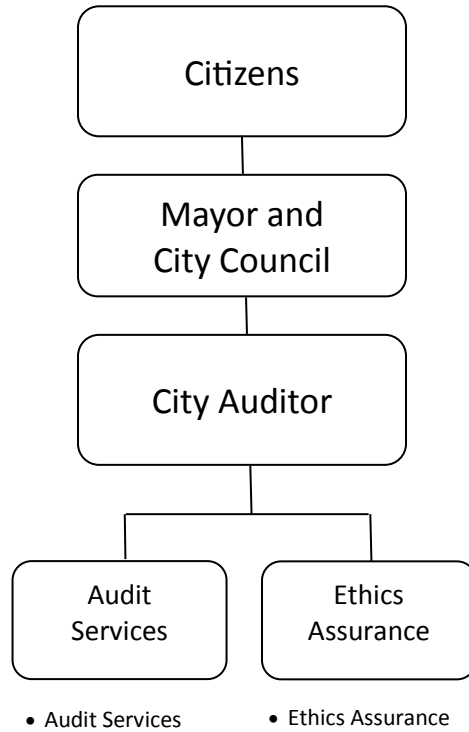 Citizens
Mayor and
City Council
City Auditor
Audit
Services
Ethics
Assurance
• Audit Services
• Ethics Assurance